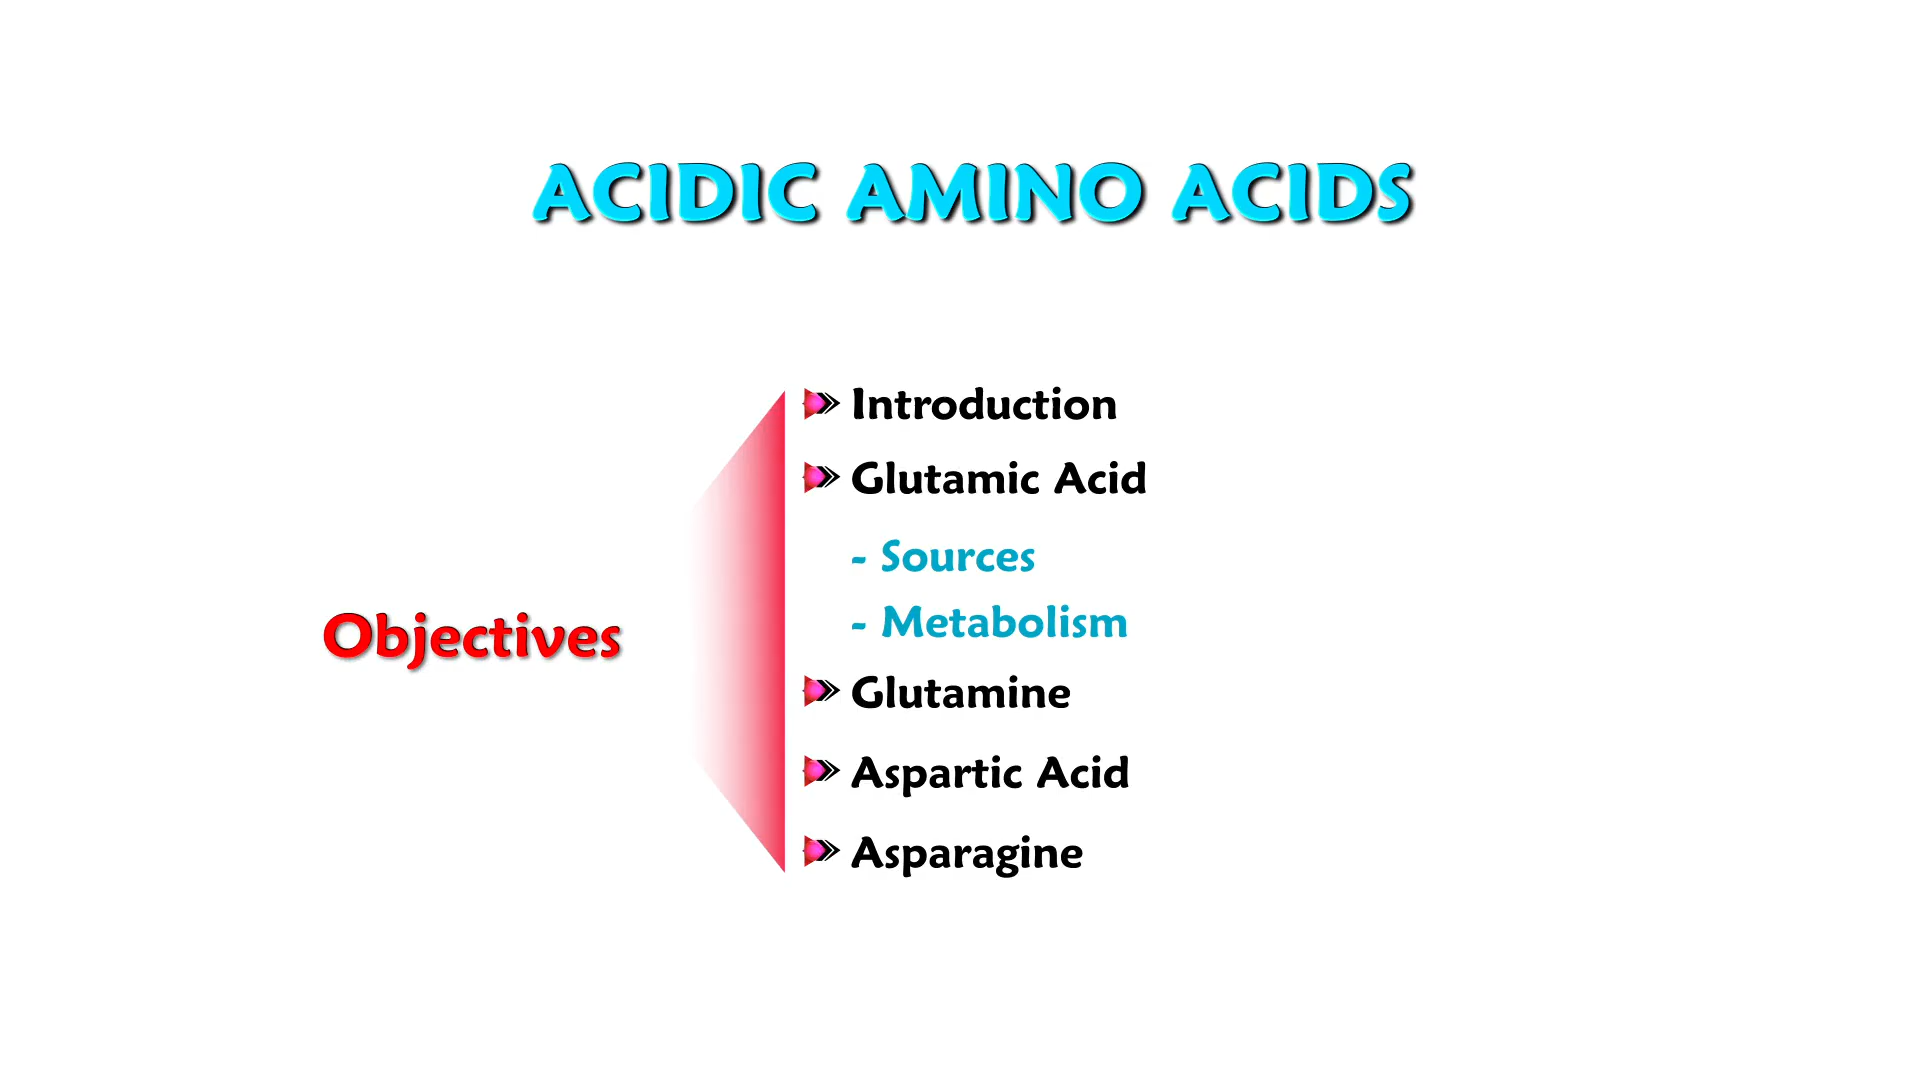 ACIDIC AMINO ACIDS
Objectives
Introduction
Glutamic Acid
- Sources
- Metabolism
Glutamine
Aspartic Acid
Asparagine